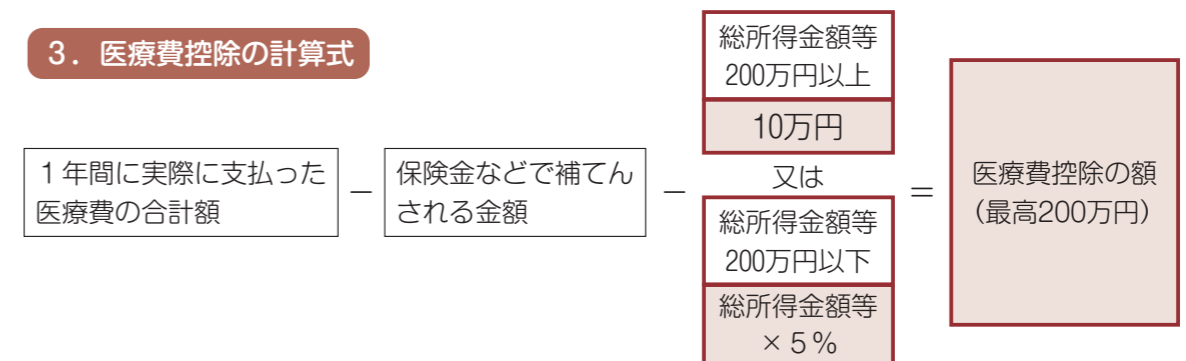 3．医療費控除の計算式
１年間に実際に支払った
医療費の合計額
－
保険金などで補てん
される金額
－
総所得金額等
200万円以上
10万円
又は
総所得金額等
200万円以下
総所得金額等
×５％
＝
医療費控除の額
（最高200万円）